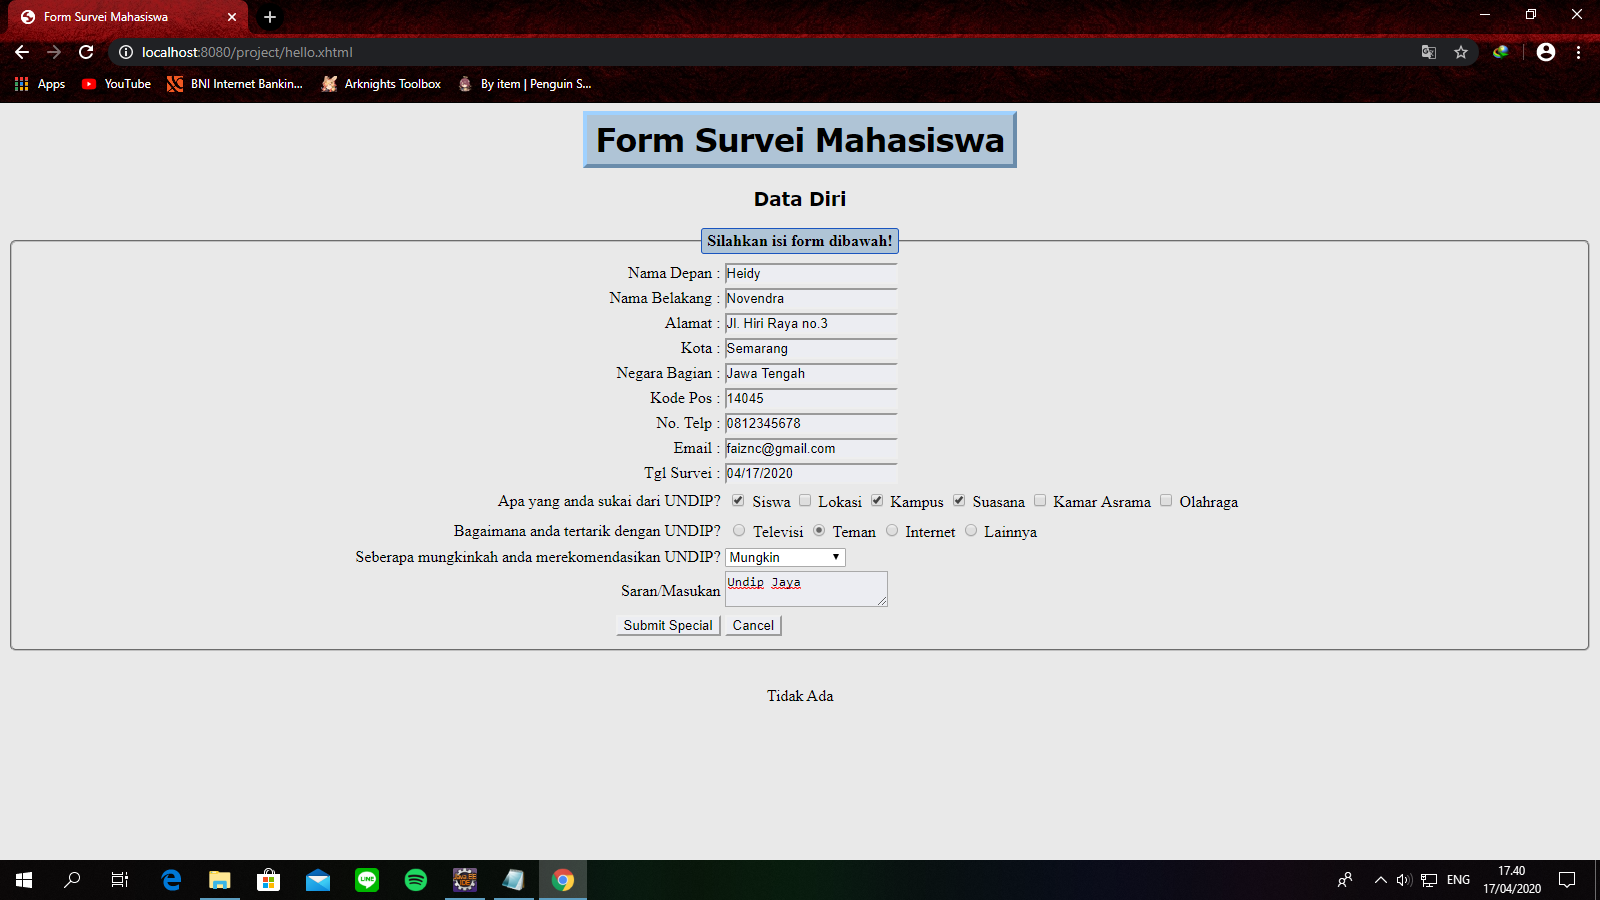 Form Survei Mahasiswa
localhost:8080/project/hello.xhtml
Apps YouTube BNI Internet Bankin... Arknights Toolbox By item | Penguin S...
Form Survei Mahasiswa
Data Diri
Silahkan isi form dibawah!
Nama Depan : Heidy
Nama Belakang : Novendra
Alamat : Jl. Hiri Raya no.3
Kota : Semarang
Negara Bagian : Jawa Tengah
Kode Pos : 14045
No. Telp : 0812345678
Email : faiznc@gmail.com
Tgl Survei : 04/17/2020
Apa yang anda sukai dari UNDIP? Siswa Lokasi Kampus Suasana Kamar Asrama Olahraga
Bagaimana anda tertarik dengan UNDIP? Televisi Teman Internet Lainnya
Seberapa mungkinkah anda merekomendasikan UNDIP? Mungkin
Saran/Masukan Undip Jaya
Submit Special Cancel
Tidak Ada
ENG
17.40
17/04/2020